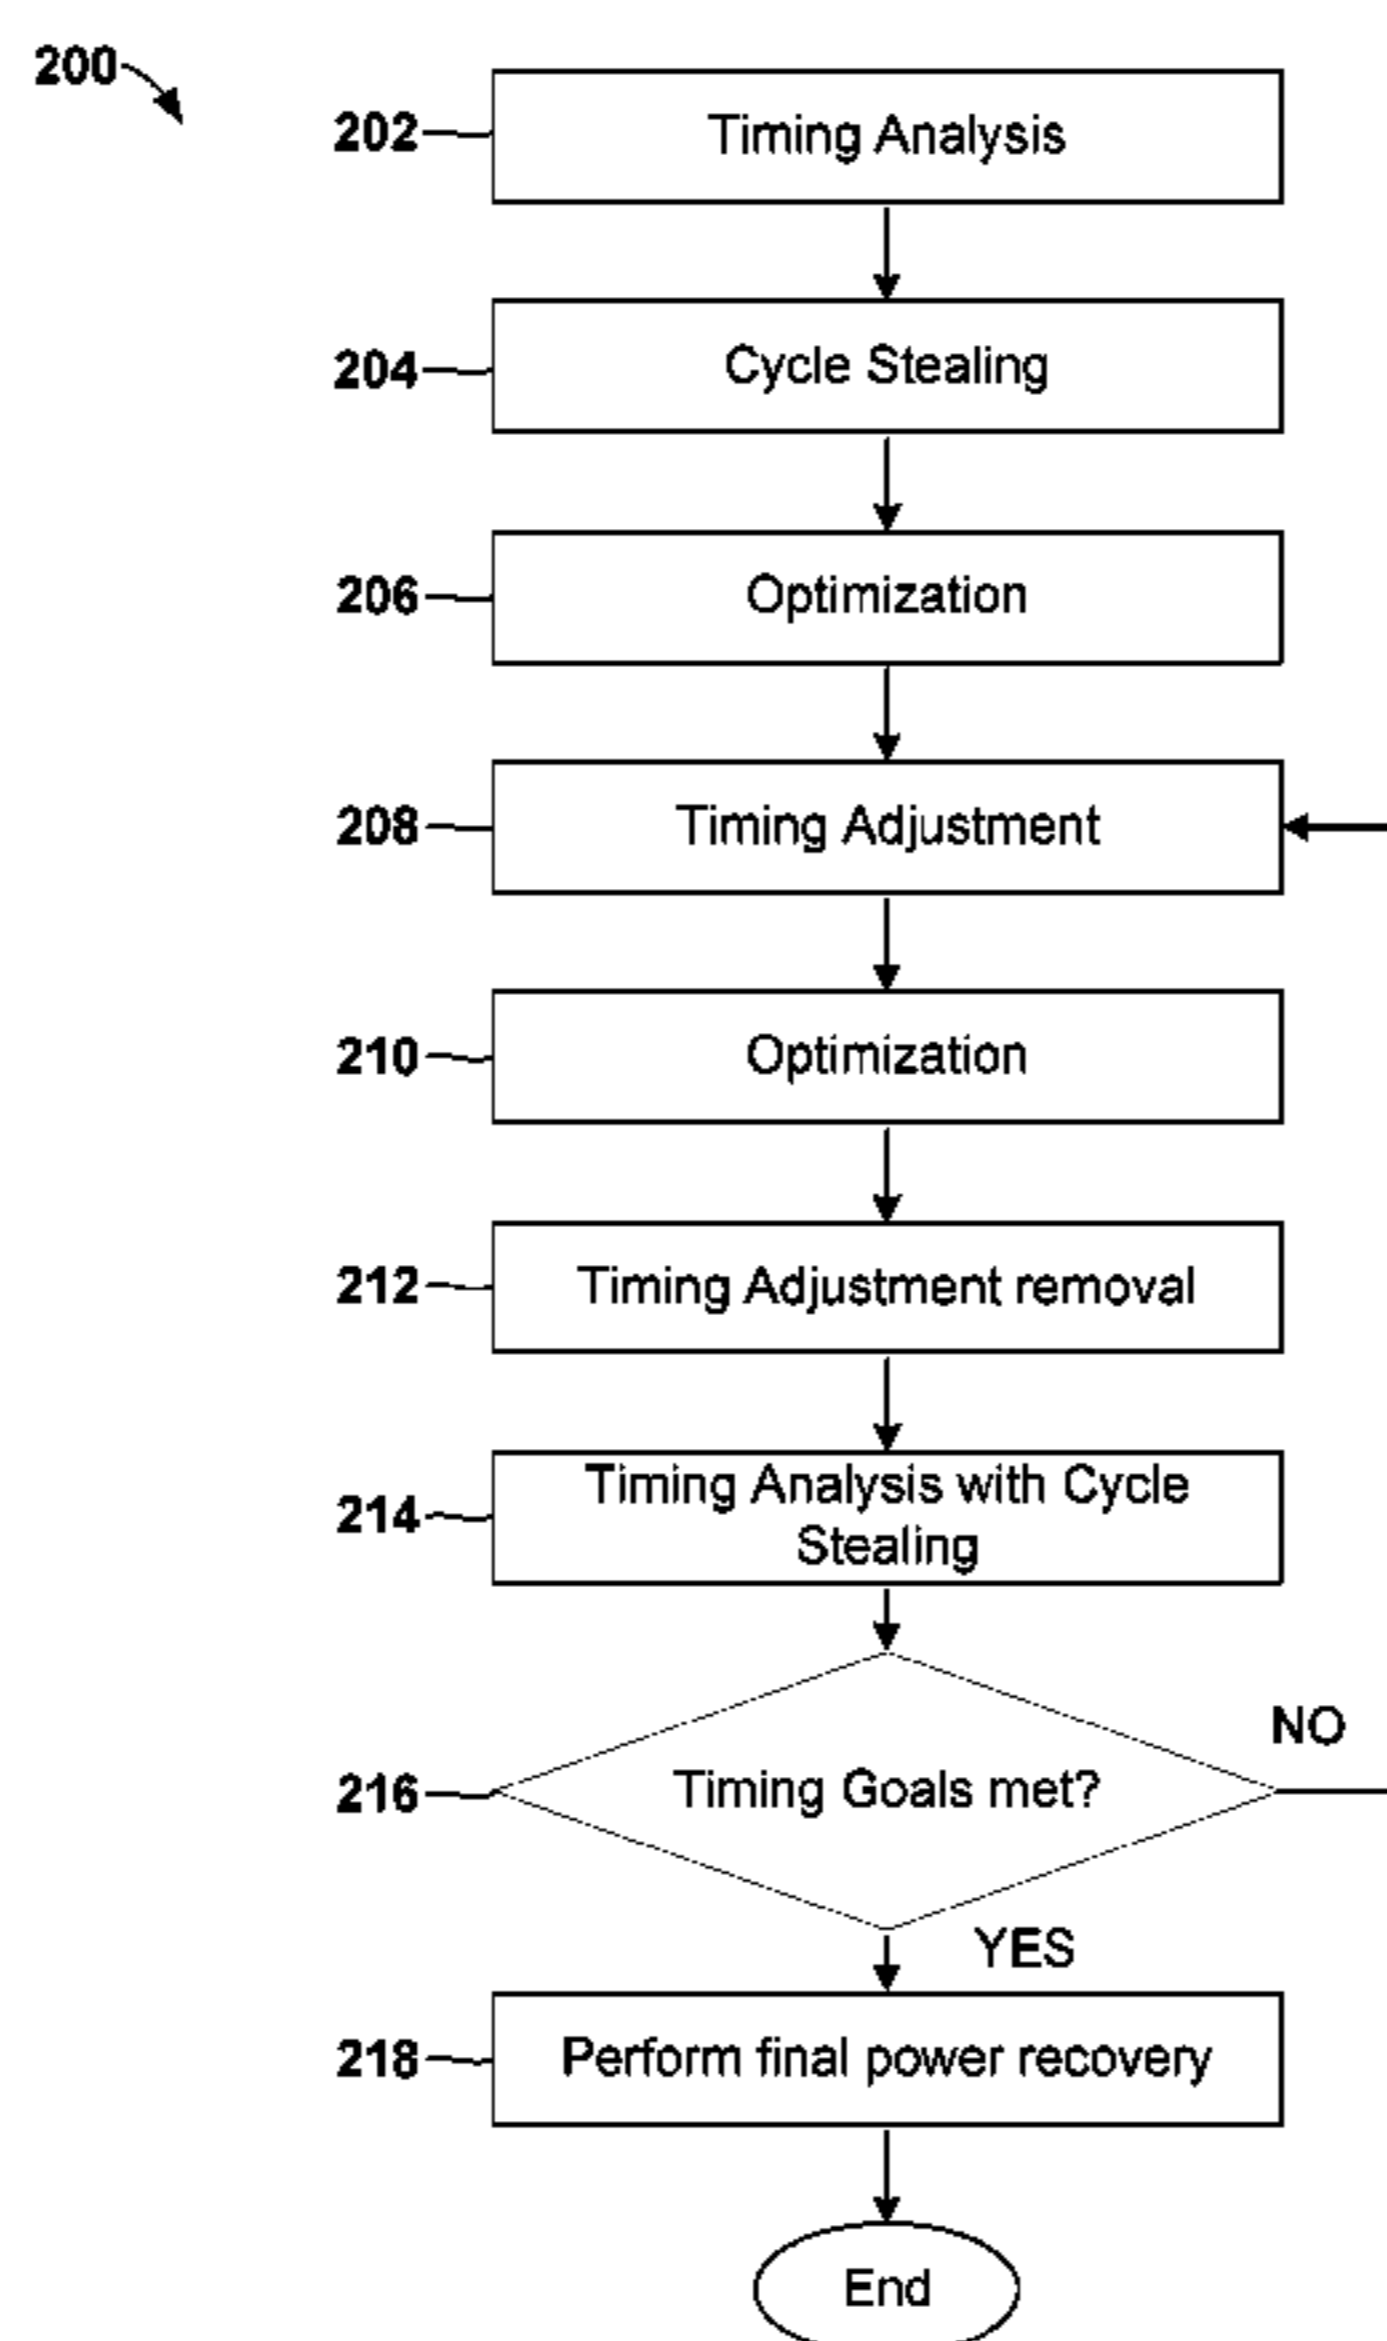 200
202 Timing Analysis
204 Cycle Stealing
206 Optimization
208 Timing Adjustment
210 Optimization
212 Timing Adjustment removal
214 Timing Analysis with Cycle
Stealing
NO
216 Timing Goals met?
YES
218 Perform final power recovery
End